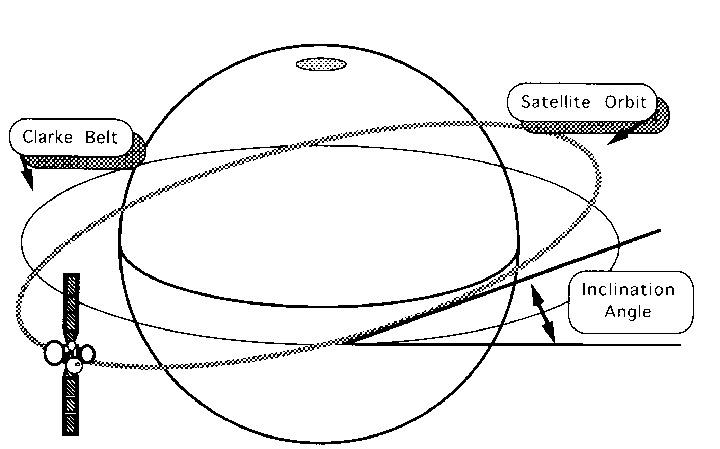 Satellite Orbit
Clarke Belt
Inclination
Angle